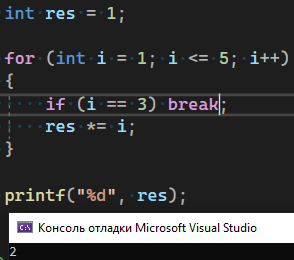 int res = 1;
for (int i = 1; i <= 5; i++)
{
if (i == 3) break;
res *= i;
}
printf("%d", res);
Консоль отладки Microsoft Visual Studio
2